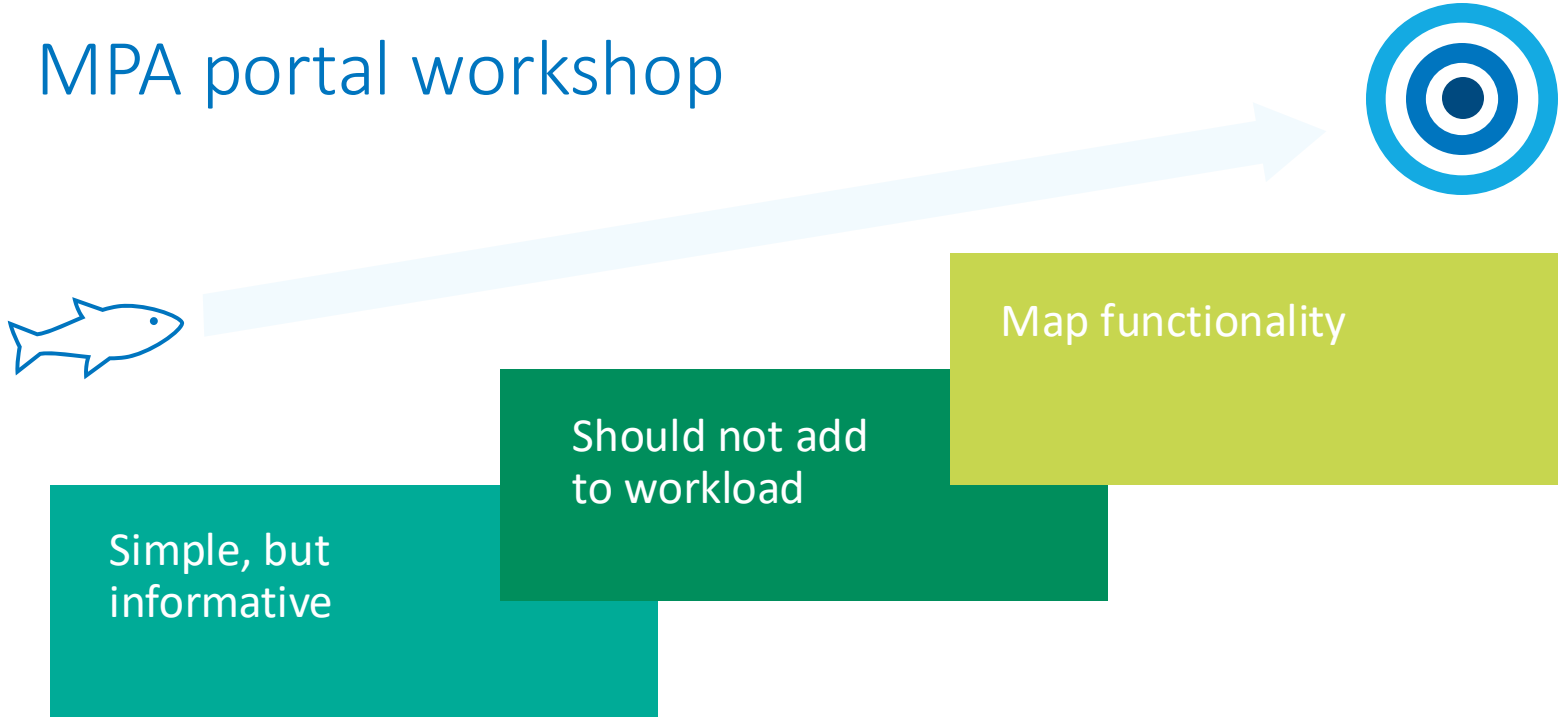 MPA portal workshop
Map functionality
Should not add
to workload
Simple, but
informative